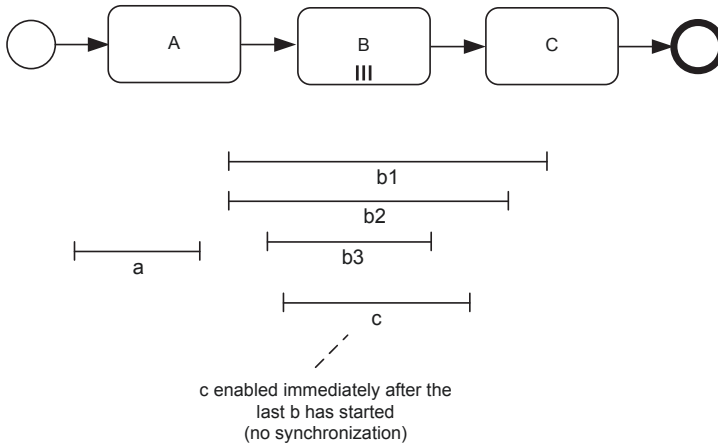 A
B
C
b1
b2
b3
a
c
c enabled immediately after the
last b has started
(no synchronization)